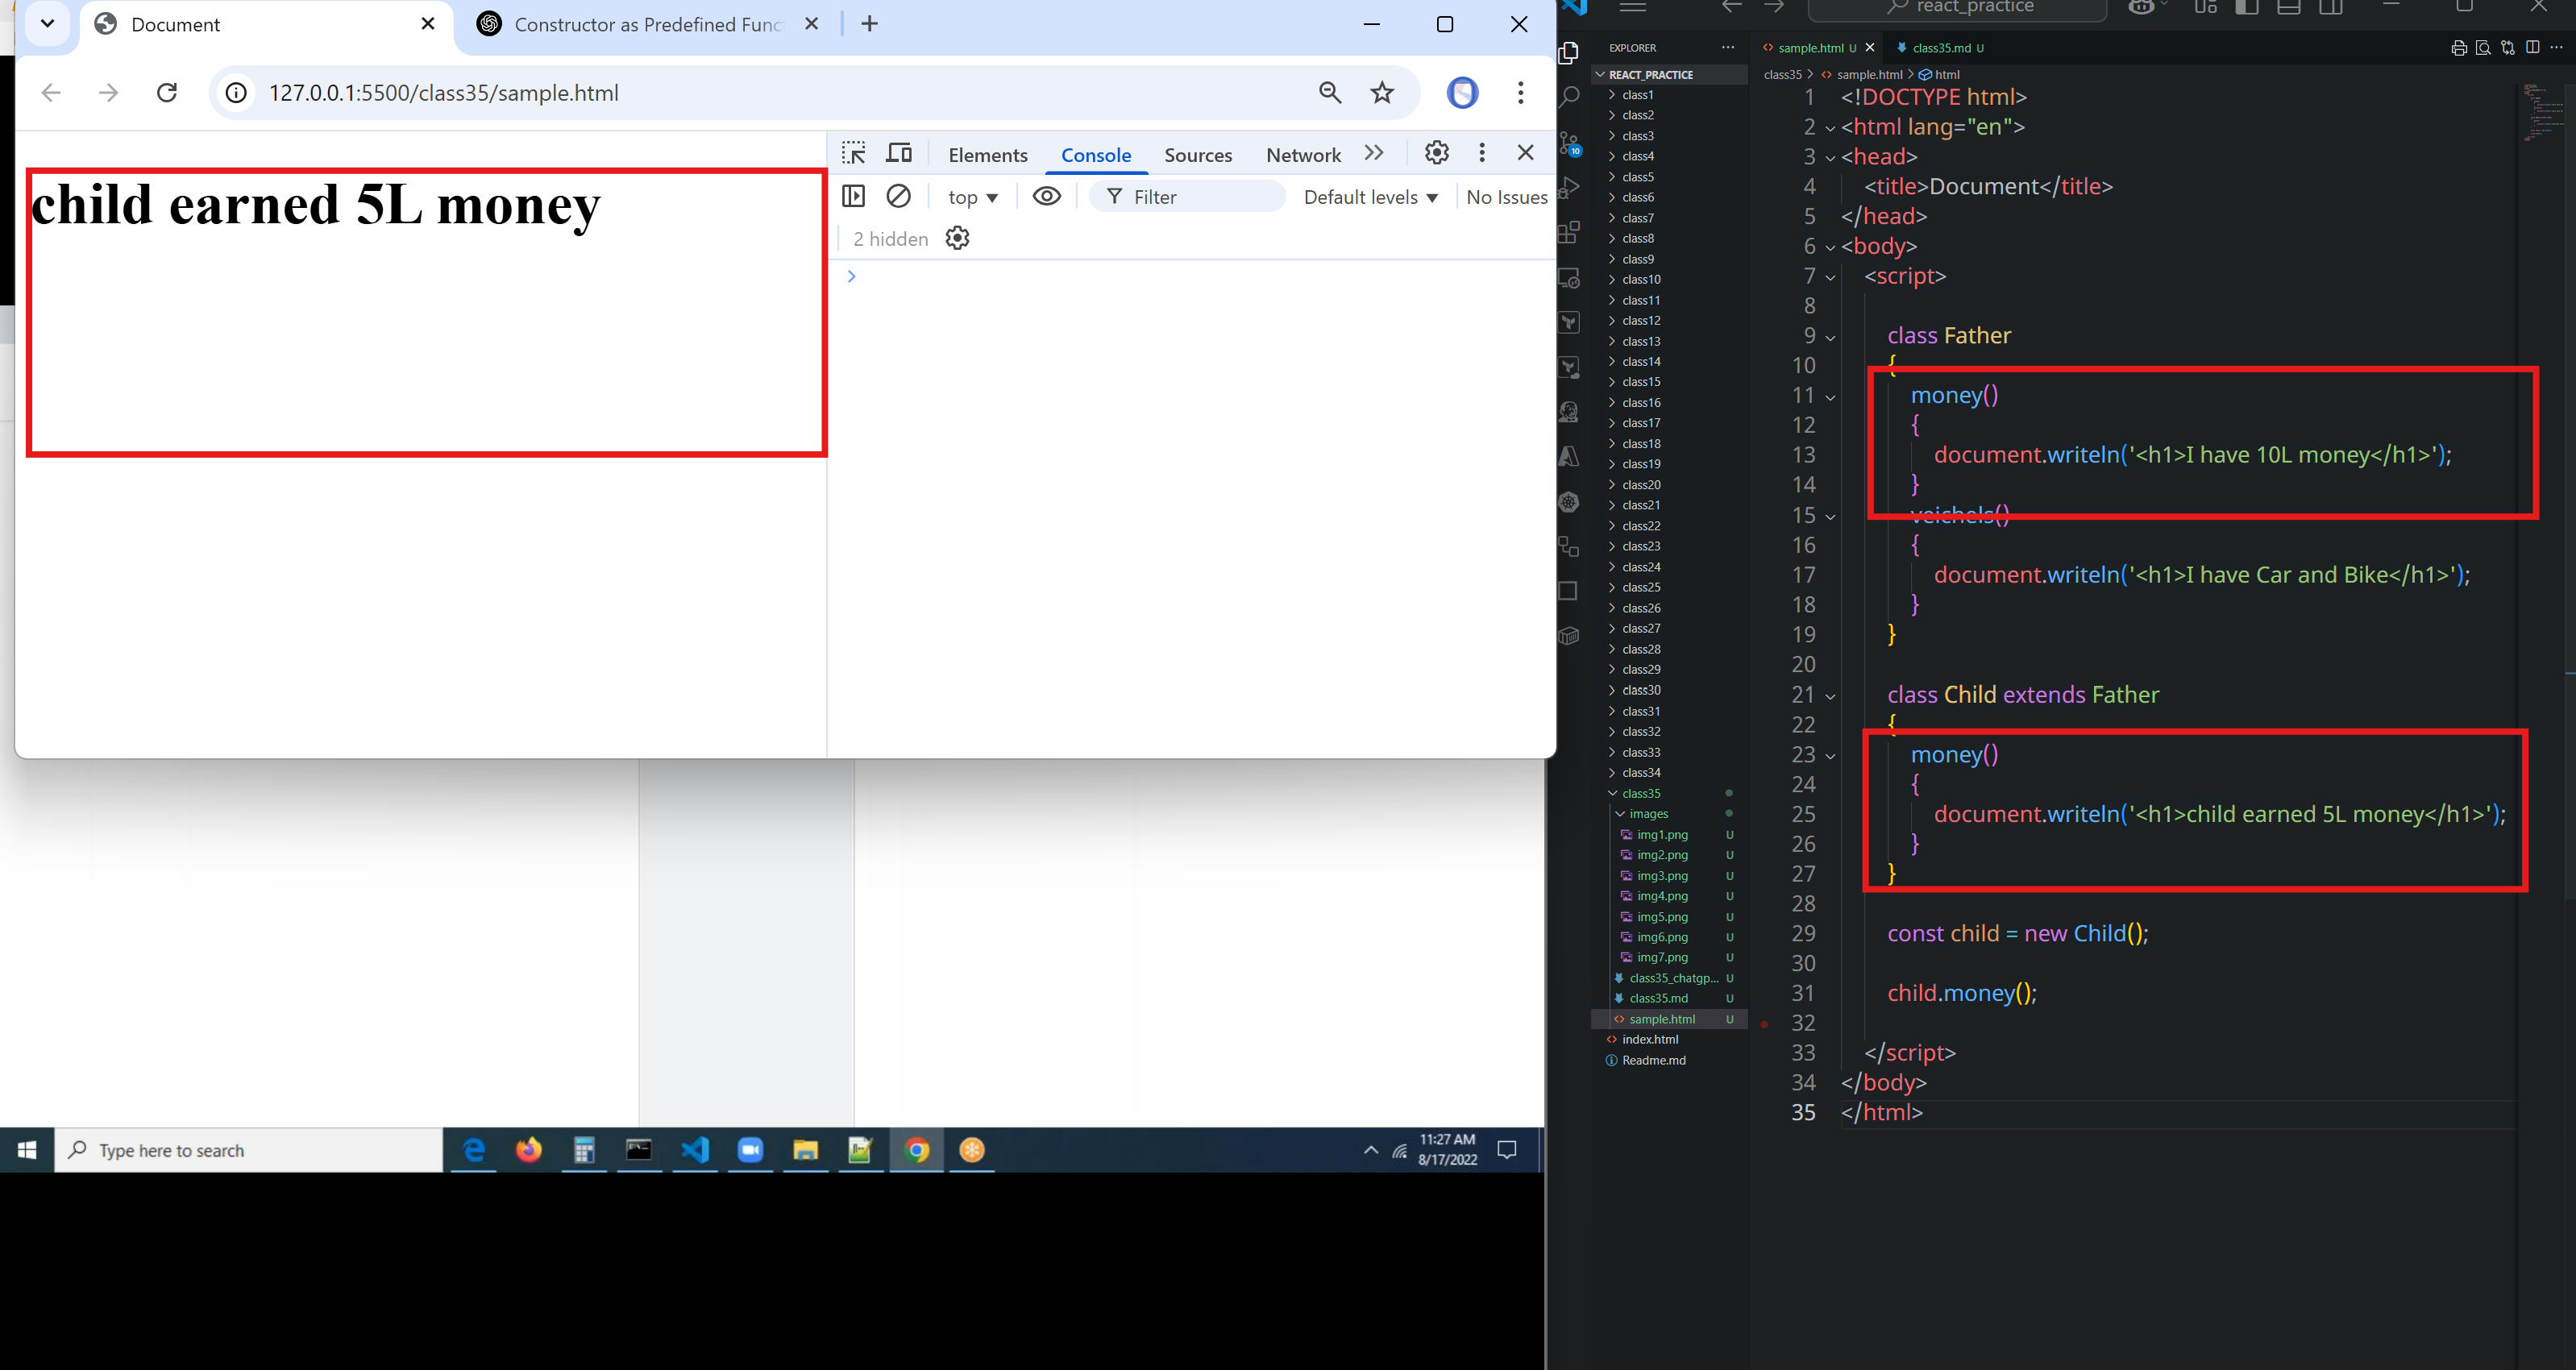 Document
Constructor as Predefined Func
127.0.0.1:5500/class35/sample.html
Elements
Console
Sources
Network
top
Filter
Default levels
No Issues
2 hidden
child earned 5L money
Type here to search
11:27 AM
8/17/2022
react_practice
EXPLORER
REACT_PRACTICE
class1
class2
class3
class4
class5
class6
class7
class8
class9
class10
class11
class12
class13
class14
class15
class16
class17
class18
class19
class20
class21
class22
class23
class24
class25
class26
class27
class28
class29
class30
class31
class32
class33
class34
class35
images
img1.png U
img2.png U
img3.png U
img4.png U
img5.png U
img6.png U
img7.png U
class35_chatgp... U
class35.md U
sample.html U
index.html
Readme.md
10
sample.html U
class35.md U
class35 > sample.html > html
1 <!DOCTYPE html>
2 <html lang="en">
3 <head>
4 <title>Document</title>
5 </head>
6 <body>
7 <script>
8
9 class Father
10 {
11 money()
12 {
13 document.writeln('<h1>I have 10L money</h1>');
14 }
15 veichels()
16 {
17 document.writeln('<h1>I have Car and Bike</h1>');
18 }
19 }
20
21 class Child extends Father
22 {
23 money()
24 {
25 document.writeln('<h1>child earned 5L money</h1>');
26 }
27 }
28
29 const child = new Child();
30
31 child.money();
32
33 </script>
34 </body>
35 </html>